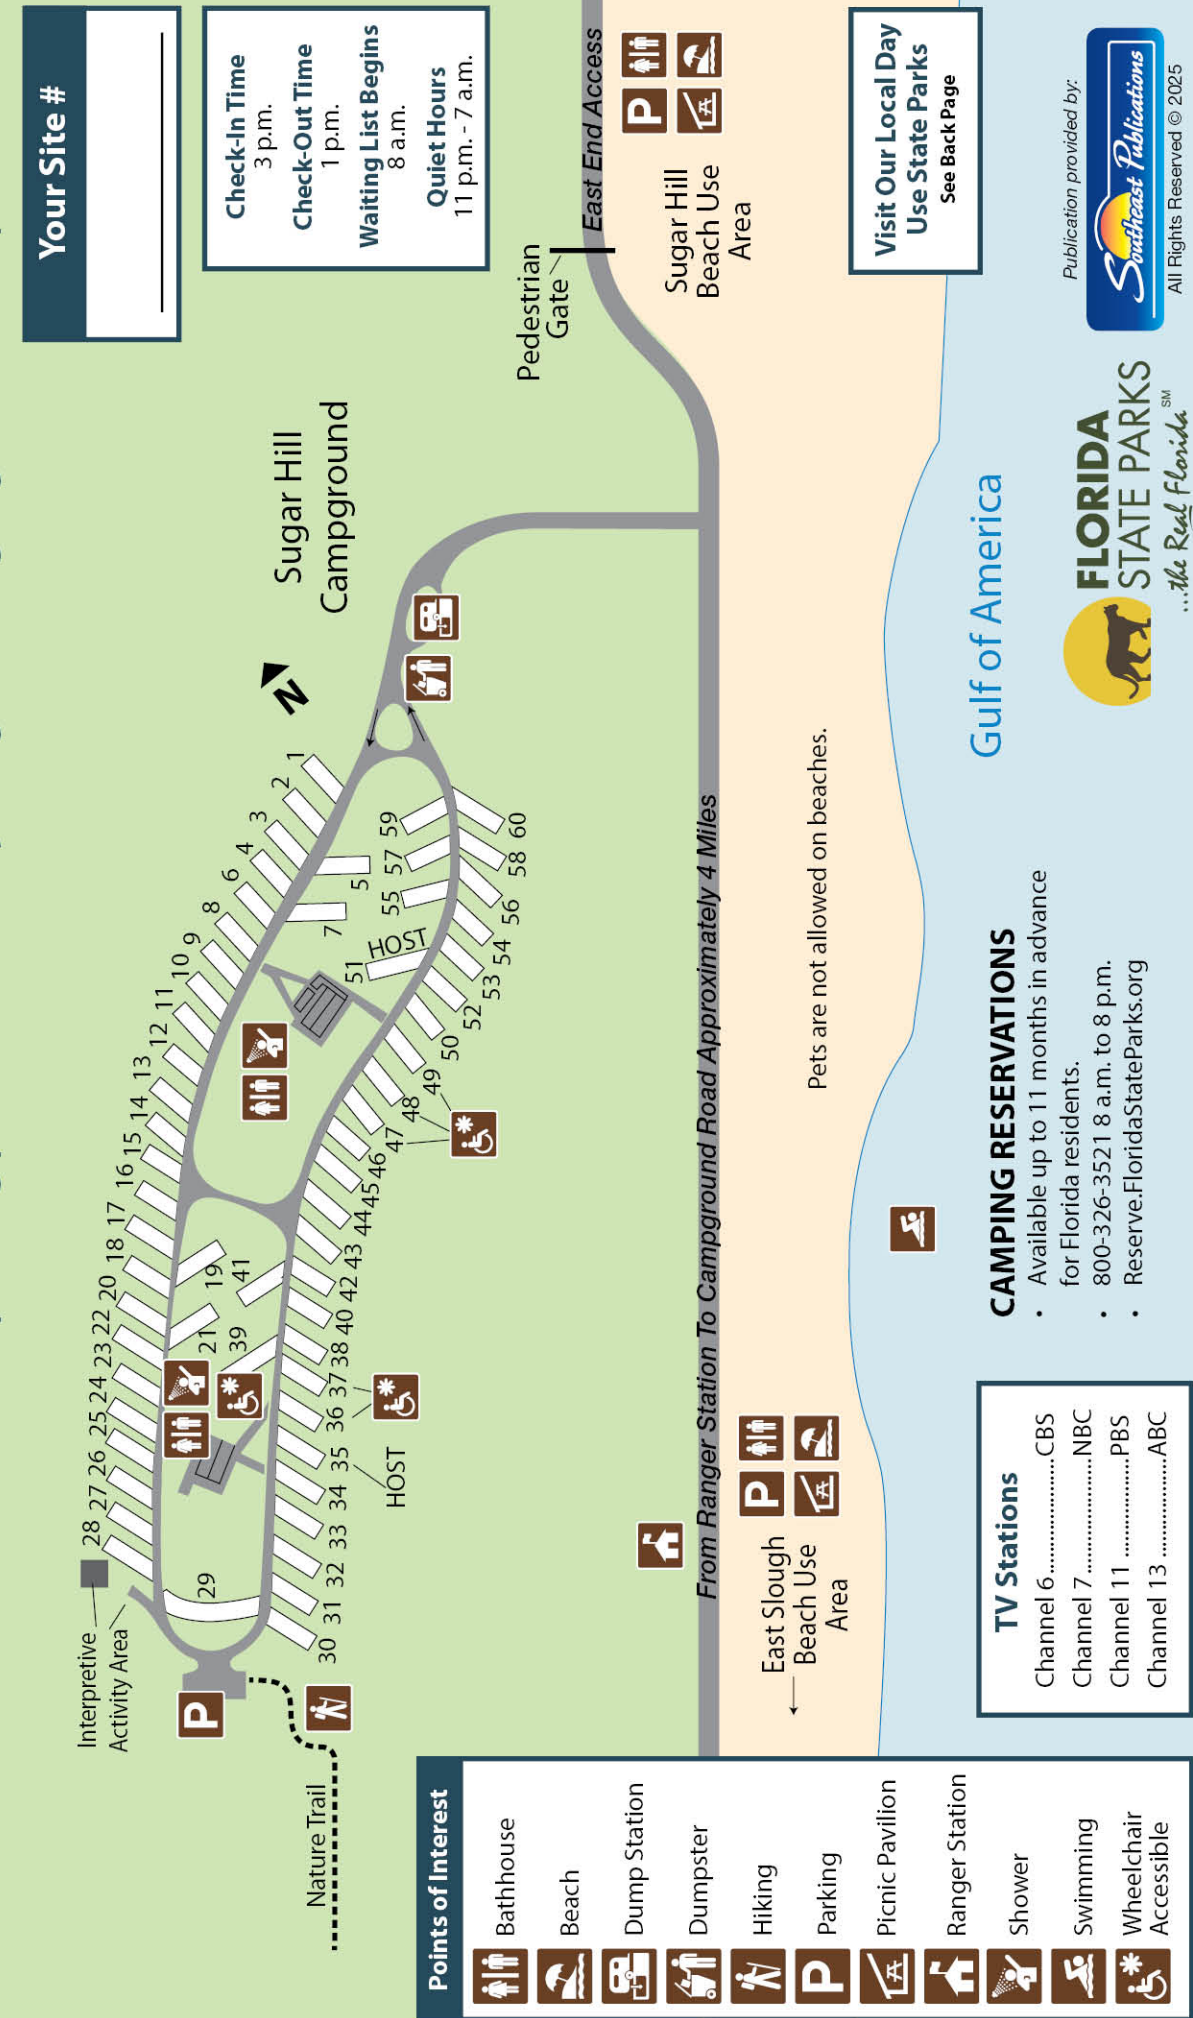 Your Site #
Check-In Time
3 p.m.
Check-Out Time
1 p.m.
Waiting List Begins
8 a.m.
Quiet Hours
11 p.m. - 7 a.m.
Sugar Hill
Campground
N
Pedestrian
Gate
East End Access
P
Sugar Hill
Beach Use
Area
Visit Our Local Day
Use State Parks
See Back Page
Interpretive
Activity Area
P
Nature Trail
1
2
3
4
5
6
7
8
9
10
11
12
13
14
15
16
17
18
19
20
21
22
23
24
25
26
27
28
29
30
31
32
33
34
35
HOST
36
37
38
39
40
41
42
43
44
45
46
47
48
49
50
51
HOST
52
53
54
55
56
57
58
59
60
From Ranger Station To Campground Road Approximately 4 Miles
P
East Slough
Beach Use
Area
Pets are not allowed on beaches.
Gulf of America
Points of Interest
Bathhouse
Beach
Dump Station
Dumpster
Hiking
P Parking
Picnic Pavilion
Ranger Station
Shower
Swimming
Wheelchair
Accessible
TV Stations
Channel 6....................CBS
Channel 7....................NBC
Channel 11 .................PBS
Channel 13 .................ABC
CAMPING RESERVATIONS
• Available up to 11 months in advance
for Florida residents.
• 800-326-3521 8 a.m. to 8 p.m.
• Reserve.FloridaStateParks.org
FLORIDA
STATE PARKS
...the Real Florida SM
Publication provided by:
Southeast Publications
All Rights Reserved © 2025